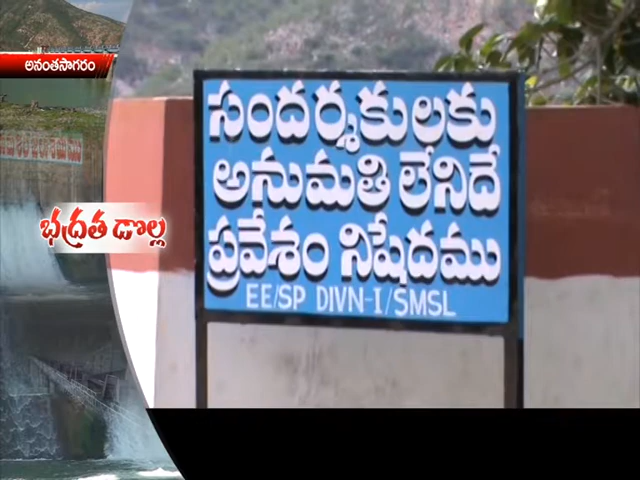 అనంతసాగరం
భద్రత డొల్ల
సందర్శకులకు
అనుమతి లేనిదే
ప్రవేశం నిషేదము
EE/SP DIVN-I/SMSL